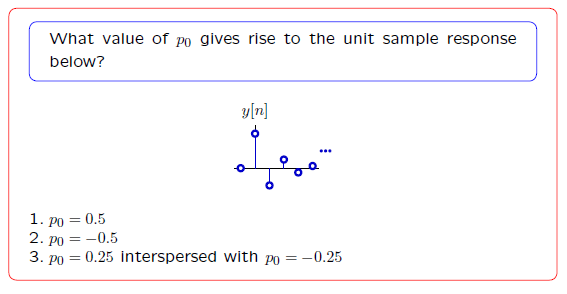 What value of p₀ gives rise to the unit sample response
below?
y[n]
...
1. p₀ = 0.5
2. p₀ = −0.5
3. p₀ = 0.25 interspersed with p₀ = −0.25